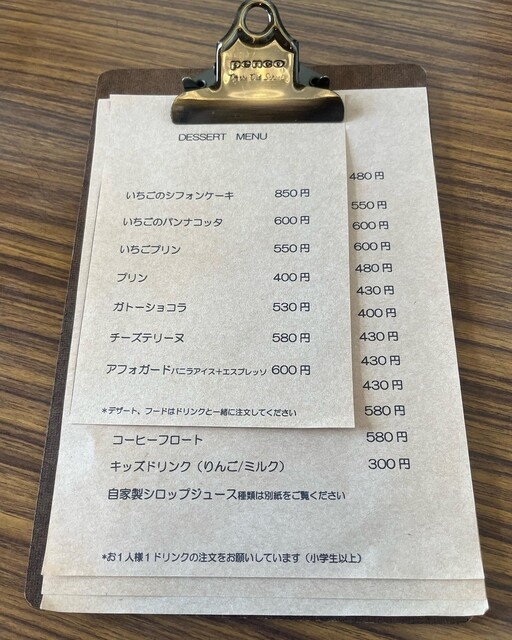 penco
DESSERT MENU
いちごのシフォンケーキ 850円
いちごのパンナコッタ 600円
いちごプリン 550円
プリン 400円
ガトーショコラ 530円
チーズテリーヌ 580円
アフォガードバニラアイス+エスプレッソ 600円
*デザート、フードはドリンクと一緒に注文してください
480円
550円
600円
600円
480円
430円
400円
430円
430円
430円
580円
コーヒーフロート 580円
キッズドリンク（りんご/ミルク） 300円
自家製シロップジュース種類は別紙をご覧ください
*お1人様1ドリンクの注文をお願いしています（小学生以上）